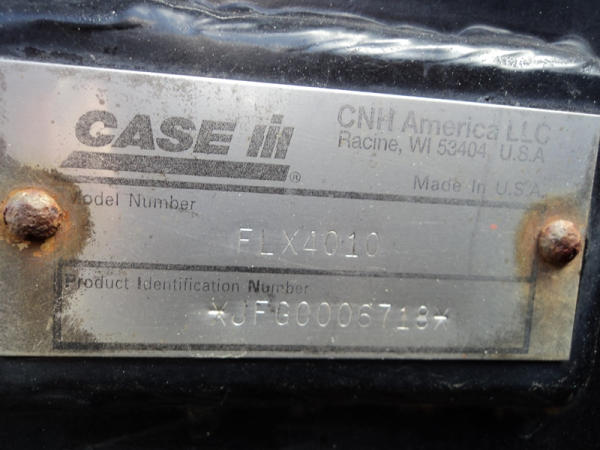 CASE IH®
CNH America LLC
Racine, WI 53404 U.S.A
Made In U.S.A.
Model Number
FLX4010
Product Identification Number
*JFG0006718*